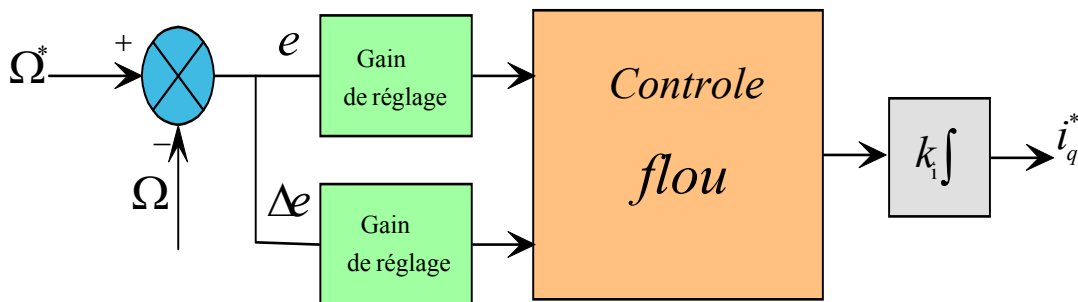 Ω*
+
−
Ω
e
Δe
Gain
de réglage
Gain
de réglage
Controle
flou
kᵢ∫
i*q